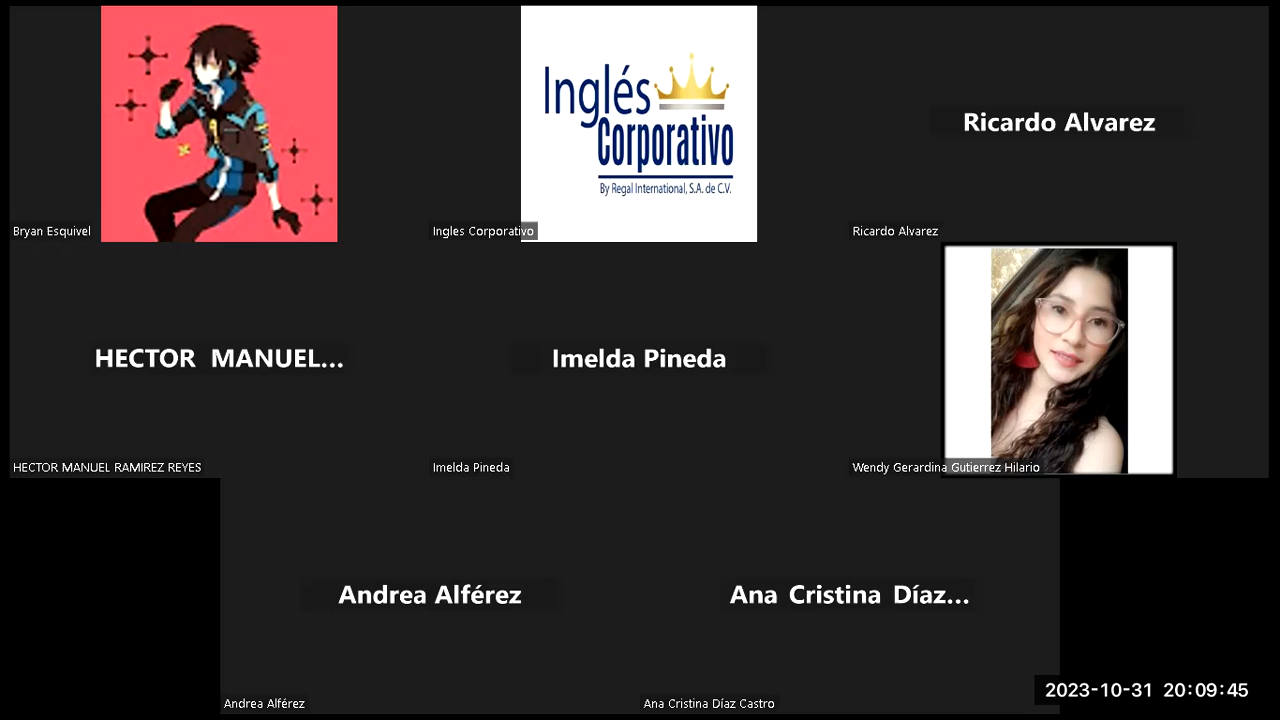 Bryan Esquivel
Inglés
Corporativo
By Regal International, S.A. de C.V.
Ingles Corporativo
Ricardo Alvarez
Ricardo Alvarez
HECTOR MANUEL...
HECTOR MANUEL RAMIREZ REYES
Imelda Pineda
Imelda Pineda
Wendy Gerardina Gutierrez Hilario
Andrea Alférez
Andrea Alférez
Ana Cristina Díaz...
Ana Cristina Díaz Castro
2023-10-31 20:09:45